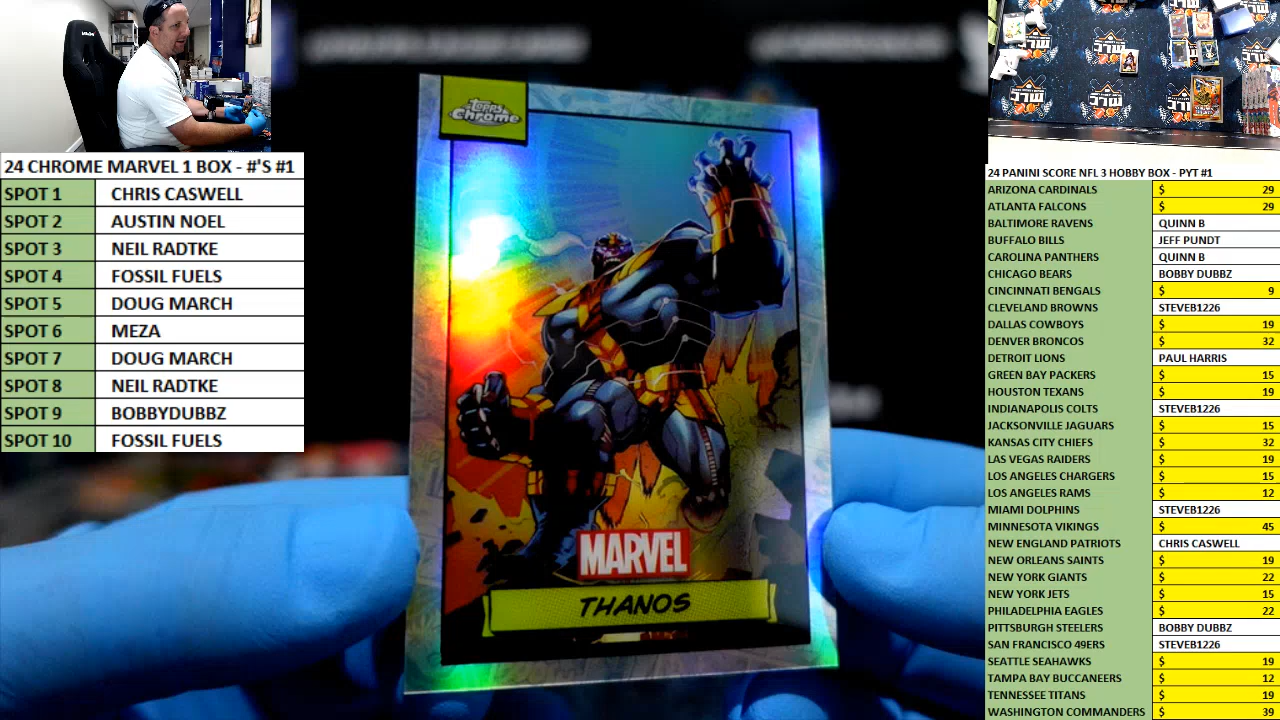 24 CHROME MARVEL 1 BOX - #'S #1
SPOT 1 CHRIS CASWELL
SPOT 2 AUSTIN NOEL
SPOT 3 NEIL RADTKE
SPOT 4 FOSSIL FUELS
SPOT 5 DOUG MARCH
SPOT 6 MEZA
SPOT 7 DOUG MARCH
SPOT 8 NEIL RADTKE
SPOT 9 BOBBYDUBBZ
SPOT 10 FOSSIL FUELS
Topps
Chrome
MARVEL
THANOS
24 PANINI SCORE NFL 3 HOBBY BOX - PYT #1
ARIZONA CARDINALS $ 29
ATLANTA FALCONS $ 29
BALTIMORE RAVENS QUINN B
BUFFALO BILLS JEFF PUNDT
CAROLINA PANTHERS QUINN B
CHICAGO BEARS BOBBY DUBBZ
CINCINNATI BENGALS $ 9
CLEVELAND BROWNS STEVEB1226
DALLAS COWBOYS $ 19
DENVER BRONCOS $ 32
DETROIT LIONS PAUL HARRIS
GREEN BAY PACKERS $ 15
HOUSTON TEXANS $ 19
INDIANAPOLIS COLTS STEVEB1226
JACKSONVILLE JAGUARS $ 15
KANSAS CITY CHIEFS $ 32
LAS VEGAS RAIDERS $ 19
LOS ANGELES CHARGERS $ 15
LOS ANGELES RAMS $ 12
MIAMI DOLPHINS STEVEB1226
MINNESOTA VIKINGS $ 45
NEW ENGLAND PATRIOTS CHRIS CASWELL
NEW ORLEANS SAINTS $ 19
NEW YORK GIANTS $ 22
NEW YORK JETS $ 15
PHILADELPHIA EAGLES $ 22
PITTSBURGH STEELERS BOBBY DUBBZ
SAN FRANCISCO 49ERS STEVEB1226
SEATTLE SEAHAWKS $ 19
TAMPA BAY BUCCANEERS $ 12
TENNESSEE TITANS $ 19
WASHINGTON COMMANDERS $ 39